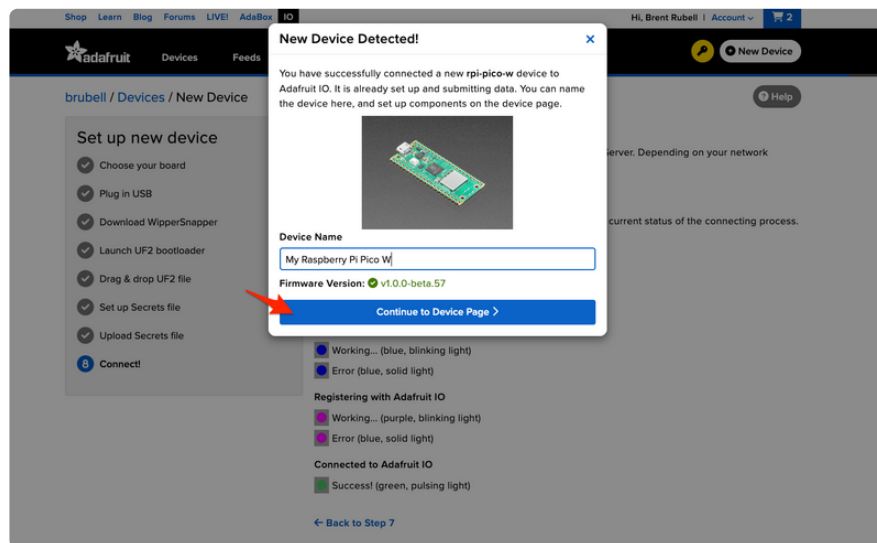 Shop Learn Blog Forums LIVE! AdaBox IO Hi, Brent Rubell | Account 2
adafruit Devices Feeds New Device
New Device Detected!
You have successfully connected a new rpi-pico-w device to
Adafruit IO. It is already set up and submitting data. You can name
the device here, and set up components on the device page.
Device Name
My Raspberry Pi Pico W
Firmware Version: v1.0.0-beta.57
Continue to Device Page
brubell / Devices / New Device
Help
Set up new device
Choose your board
Plug in USB
Download WipperSnapper
Launch UF2 bootloader
Drag & drop UF2 file
Set up Secrets file
Upload Secrets file
8 Connect!
server. Depending on your network
current status of the connecting process.
Working... (blue, blinking light)
Error (blue, solid light)
Registering with Adafruit IO
Working... (purple, blinking light)
Error (blue, solid light)
Connected to Adafruit IO
Success! (green, pulsing light)
← Back to Step 7